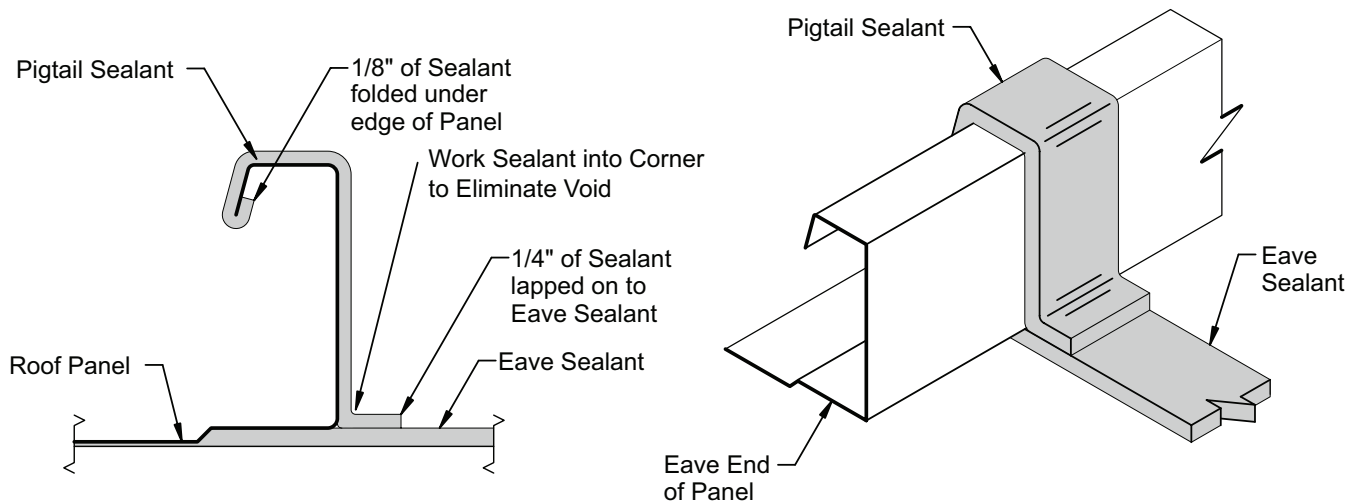 Pigtail Sealant
1/8" of Sealant
folded under
edge of Panel
Work Sealant into Corner
to Eliminate Void
1/4" of Sealant
lapped on to
Eave Sealant
Roof Panel
Eave Sealant
Pigtail Sealant
Eave
Sealant
Eave End
of Panel